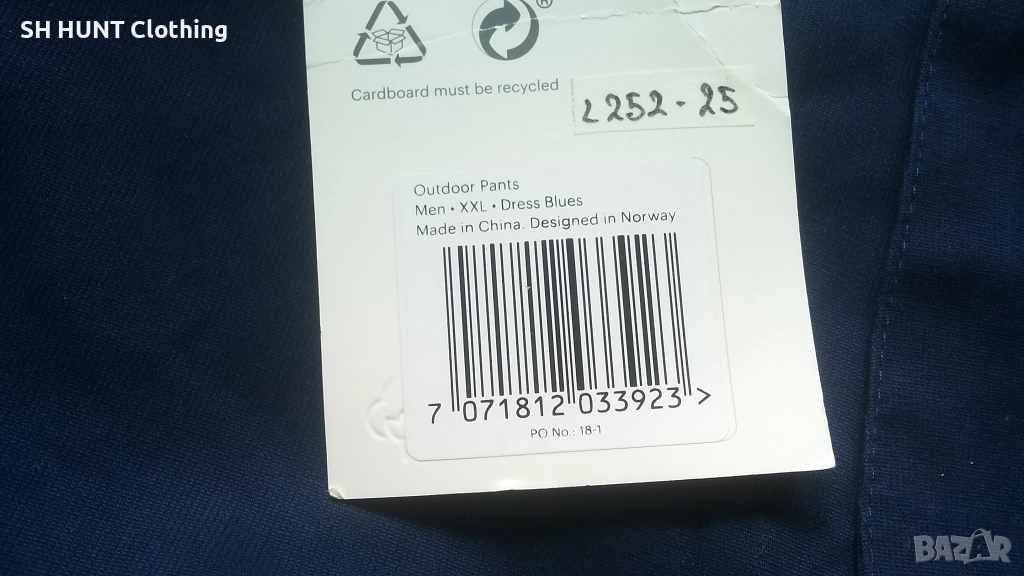 SH HUNT Clothing
®
Cardboard must be recycled
L252-25
Outdoor Pants
Men • XXL • Dress Blues
Made in China. Designed in Norway
7 071812 033923 >
PO No.: 18-1
BAZAR